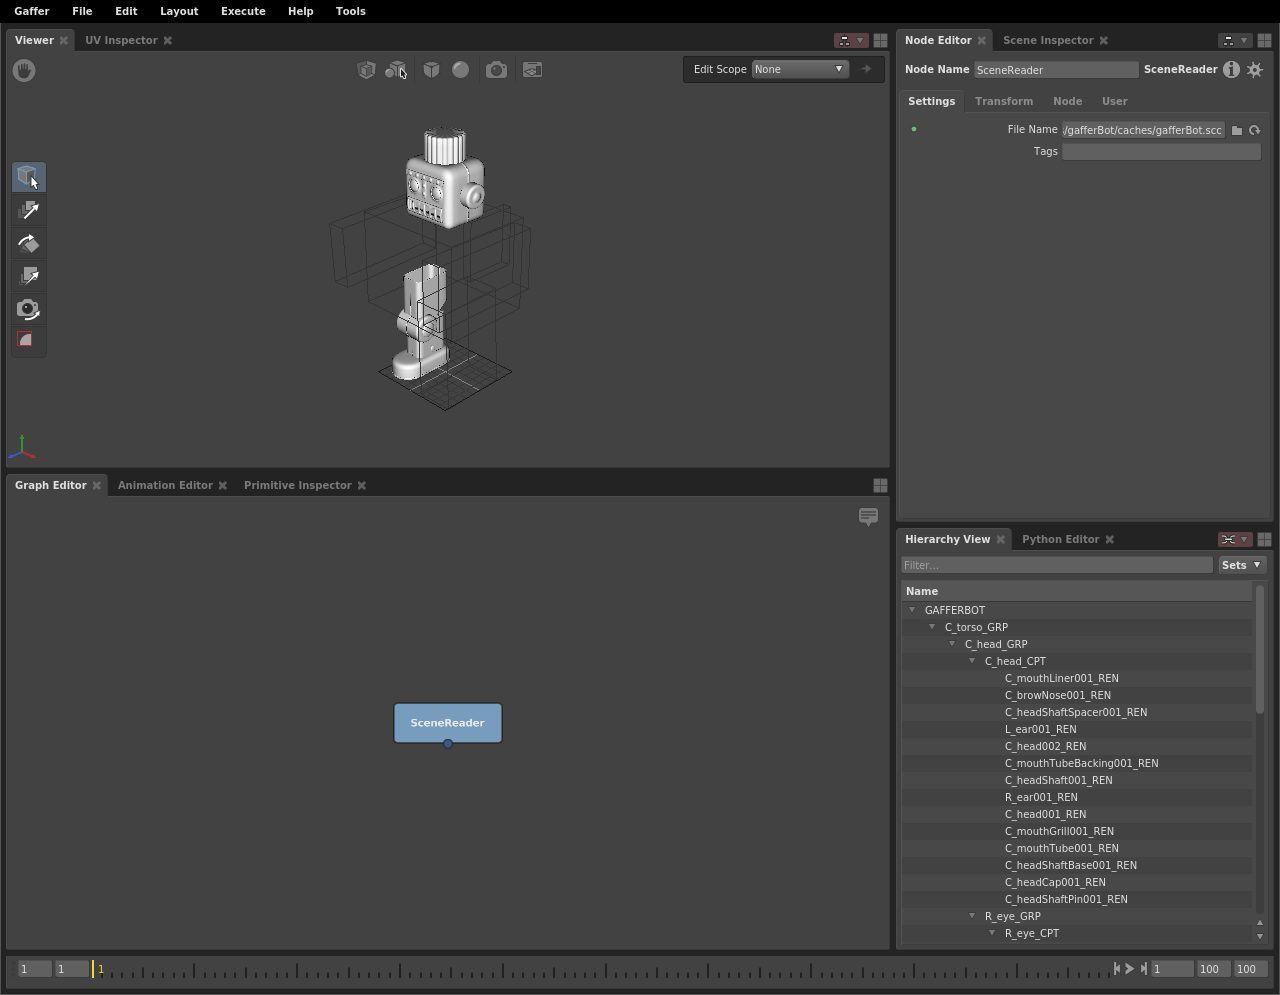 Gaffer File Edit Layout Execute Help Tools
Viewer UV Inspector
Edit Scope None
Node Editor Scene Inspector
Node Name SceneReader SceneReader
Settings Transform Node User
File Name /gafferBot/caches/gafferBot.scc
Tags
Graph Editor Animation Editor Primitive Inspector
SceneReader
Hierarchy View Python Editor
Filter... Sets
Name
GAFFERBOT
C_torso_GRP
C_head_GRP
C_head_CPT
C_mouthLiner001_REN
C_browNose001_REN
C_headShaftSpacer001_REN
L_ear001_REN
C_head002_REN
C_mouthTubeBacking001_REN
C_headShaft001_REN
R_ear001_REN
C_head001_REN
C_mouthGrill001_REN
C_mouthTube001_REN
C_headShaftBase001_REN
C_headCap001_REN
C_headShaftPin001_REN
R_eye_GRP
R_eye_CPT
1 1 1 1 100 100